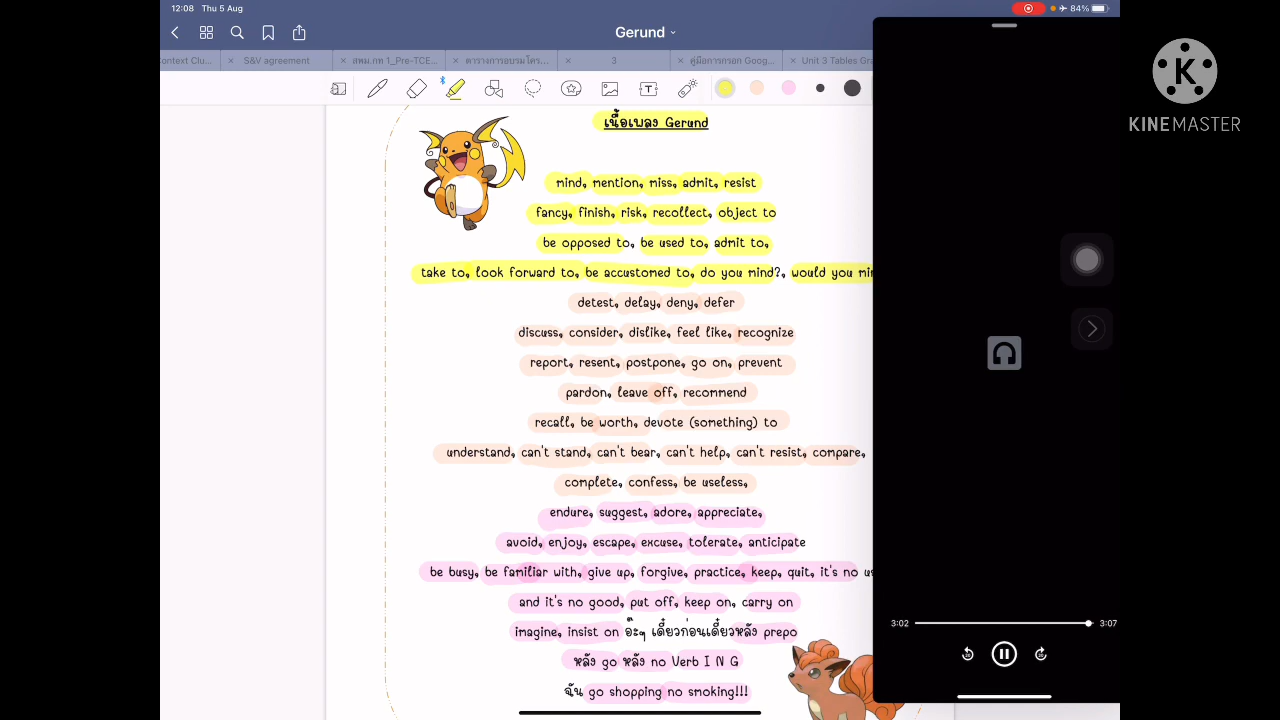 12:08 Thu 5 Aug
84%
Gerund
Context Clu...
S&V agreement
สพม.กท 1_Pre-TCE...
ตารางการอบรมโคร...
3
คู่มือการกรอก Goog...
Unit 3 Tables Gra
K
KINEMASTER
เนื้อเพลง Gerund
mind, mention, miss, admit, resist
fancy, finish, risk, recollect, object to
be opposed to, be used to, admit to,
take to, look forward to, be accustomed to, do you mind?, would you min
detest, delay, deny, defer
discuss, consider, dislike, feel like, recognize
report, resent, postpone, go on, prevent
pardon, leave off, recommend
recall, be worth, devote (something) to
understand, can't stand, can't bear, can't help, can't resist, compare,
complete, confess, be useless,
endure, suggest, adore, appreciate,
avoid, enjoy, escape, excuse, tolerate, anticipate
be busy, be familiar with, give up, forgive, practice, keep, quit, it's no us
and it's no good, put off, keep on, carry on
imagine, insist on อ๊ะๆ เดี๋ยวก่อนเดี๋ยวหลัง prepo
หลัง go หลัง no Verb I N G
ฉัน go shopping no smoking!!!
3:02
3:07